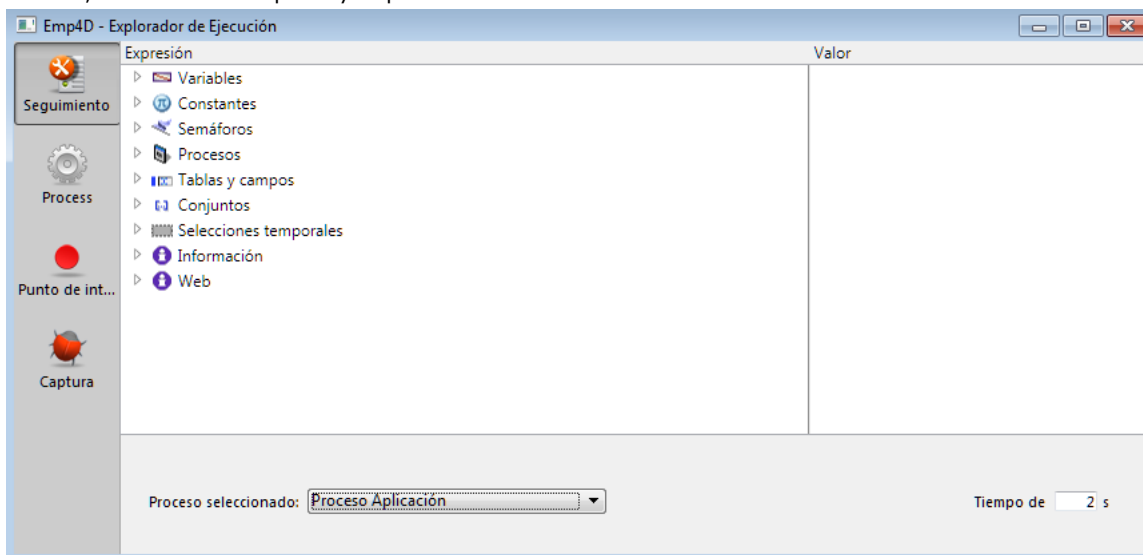 Emp4D - Explorador de Ejecución
Expresión Valor
Seguimiento
Process
Punto de int...
Captura
Variables
Constantes
Semáforos
Procesos
Tablas y campos
Conjuntos
Selecciones temporales
Información
Web
Proceso seleccionado: Proceso Aplicación
Tiempo de 2 s